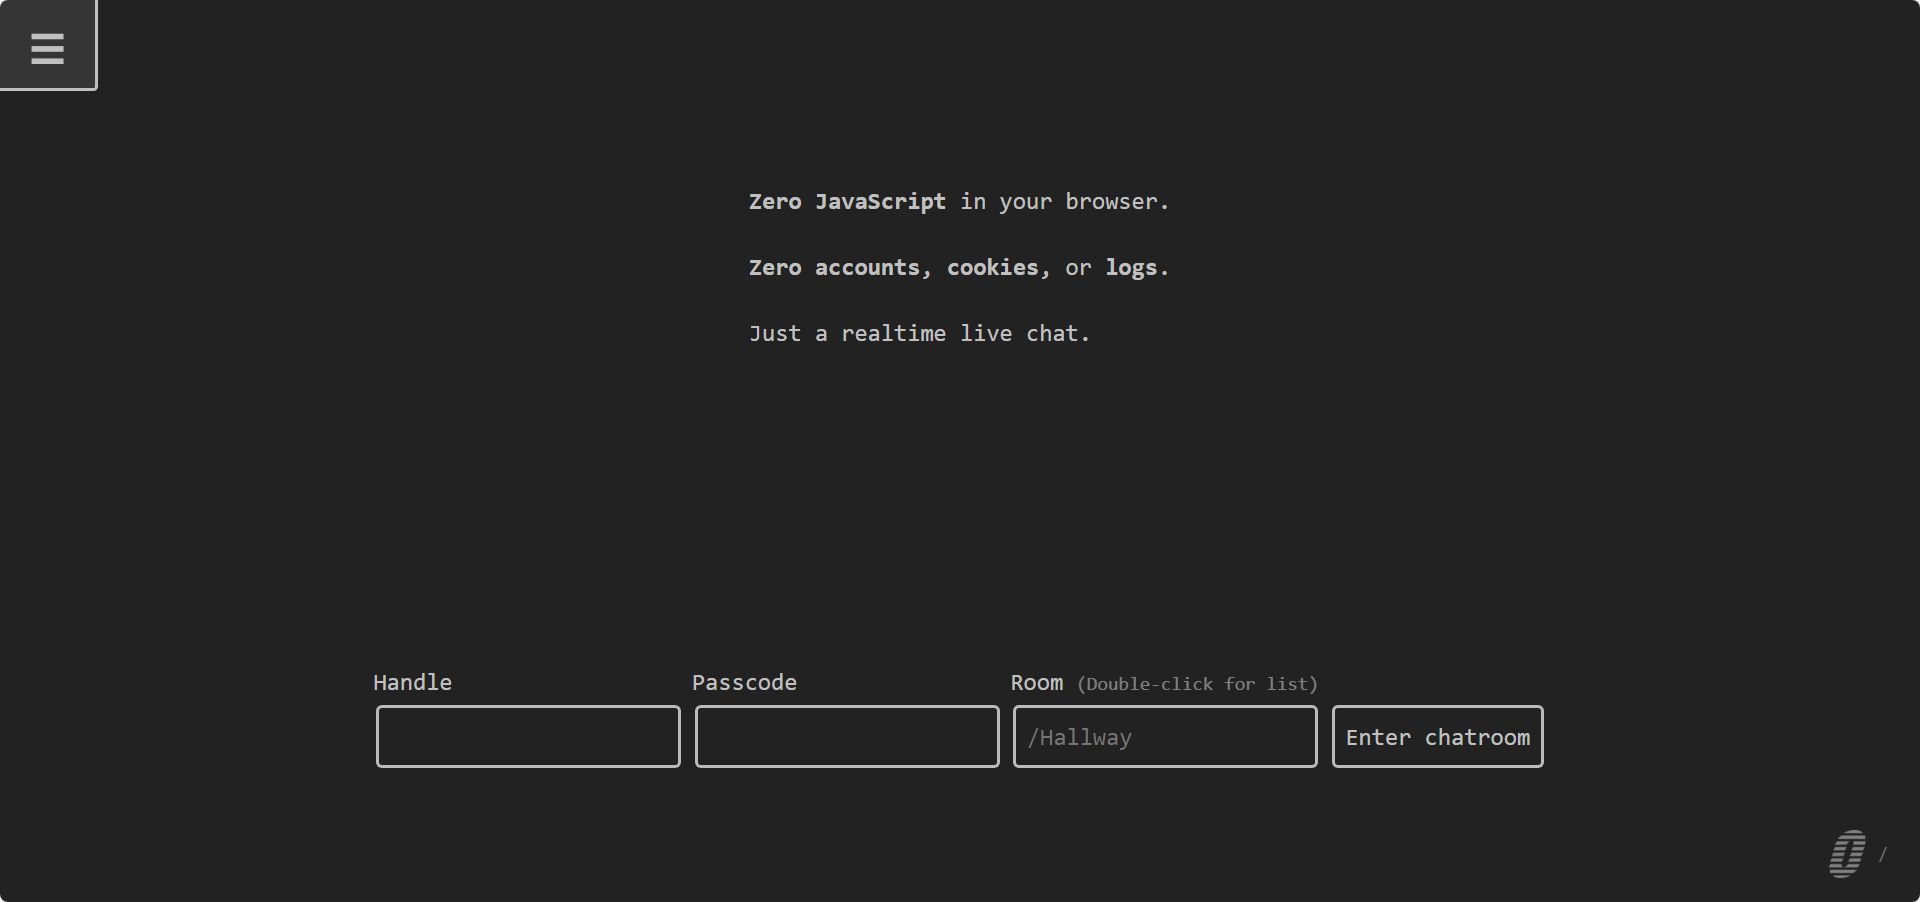 Zero JavaScript in your browser.
Zero accounts, cookies, or logs.
Just a realtime live chat.
Handle
Passcode
Room (Double-click for list)
/Hallway
Enter chatroom
0 /